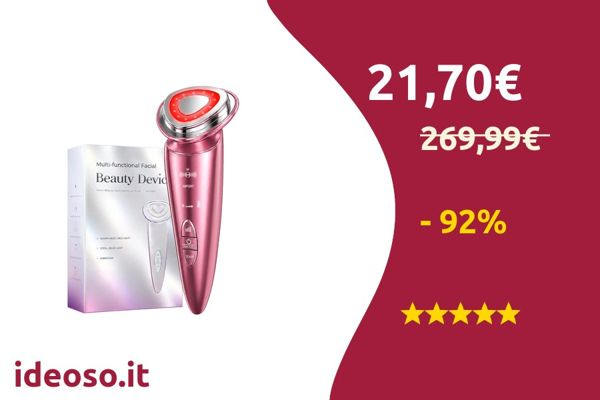 21,70€
269,99€
- 92%
Multi-functional Facial
Beauty Devic
ideoso.it